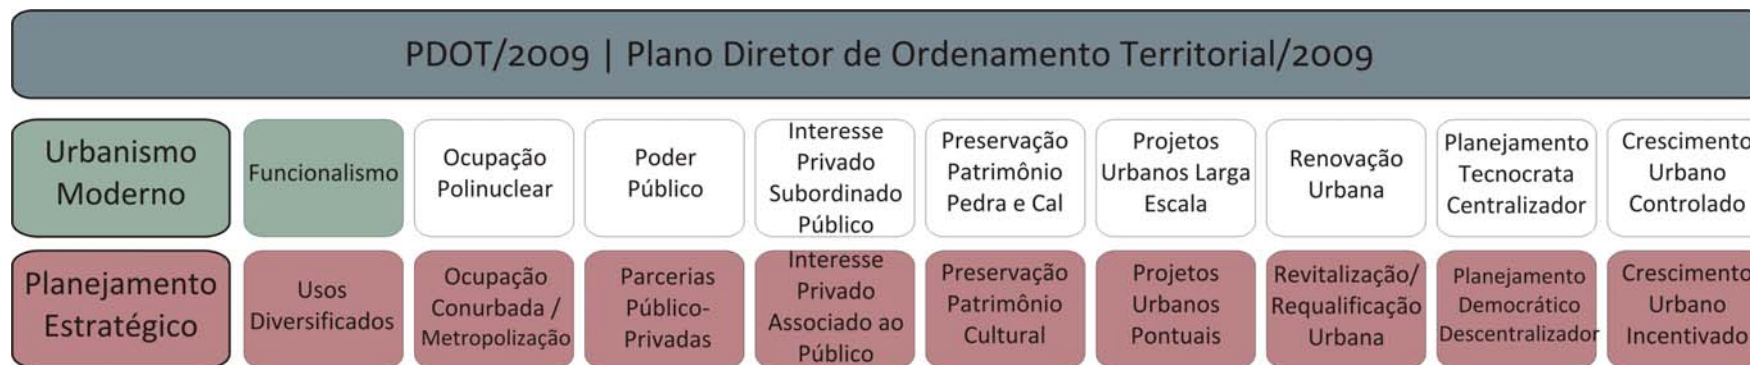 PDOT/2009 | Plano Diretor de Ordenamento Territorial/2009
Urbanismo
Moderno
Funcionalismo
Ocupação
Polinuclear
Poder
Público
Interesse
Privado
Subordinado
Público
Preservação
Patrimônio
Pedra e Cal
Projetos
Urbanos Larga
Escala
Renovação
Urbana
Planejamento
Tecnocrata
Centralizador
Crescimento
Urbano
Controlado
Planejamento
Estratégico
Usos
Diversificados
Ocupação
Conurbada /
Metropolização
Parcerias
Público-
Privadas
Interesse
Privado
Associado ao
Público
Preservação
Patrimônio
Cultural
Projetos
Urbanos
Pontuais
Revitalização/
Requalificação
Urbana
Planejamento
Democrático
Descentralizador
Crescimento
Urbano
Incentivado